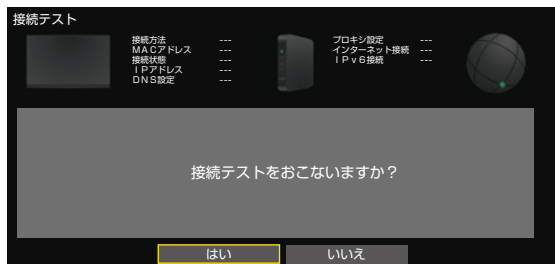 接続テスト
接続方法 ---
MACアドレス ---
接続状態 ---
IPアドレス ---
DNS設定 ---
プロキシ設定 ---
インターネット接続 ---
IPv6接続 ---
接続テストをおこないますか？
はい いいえ